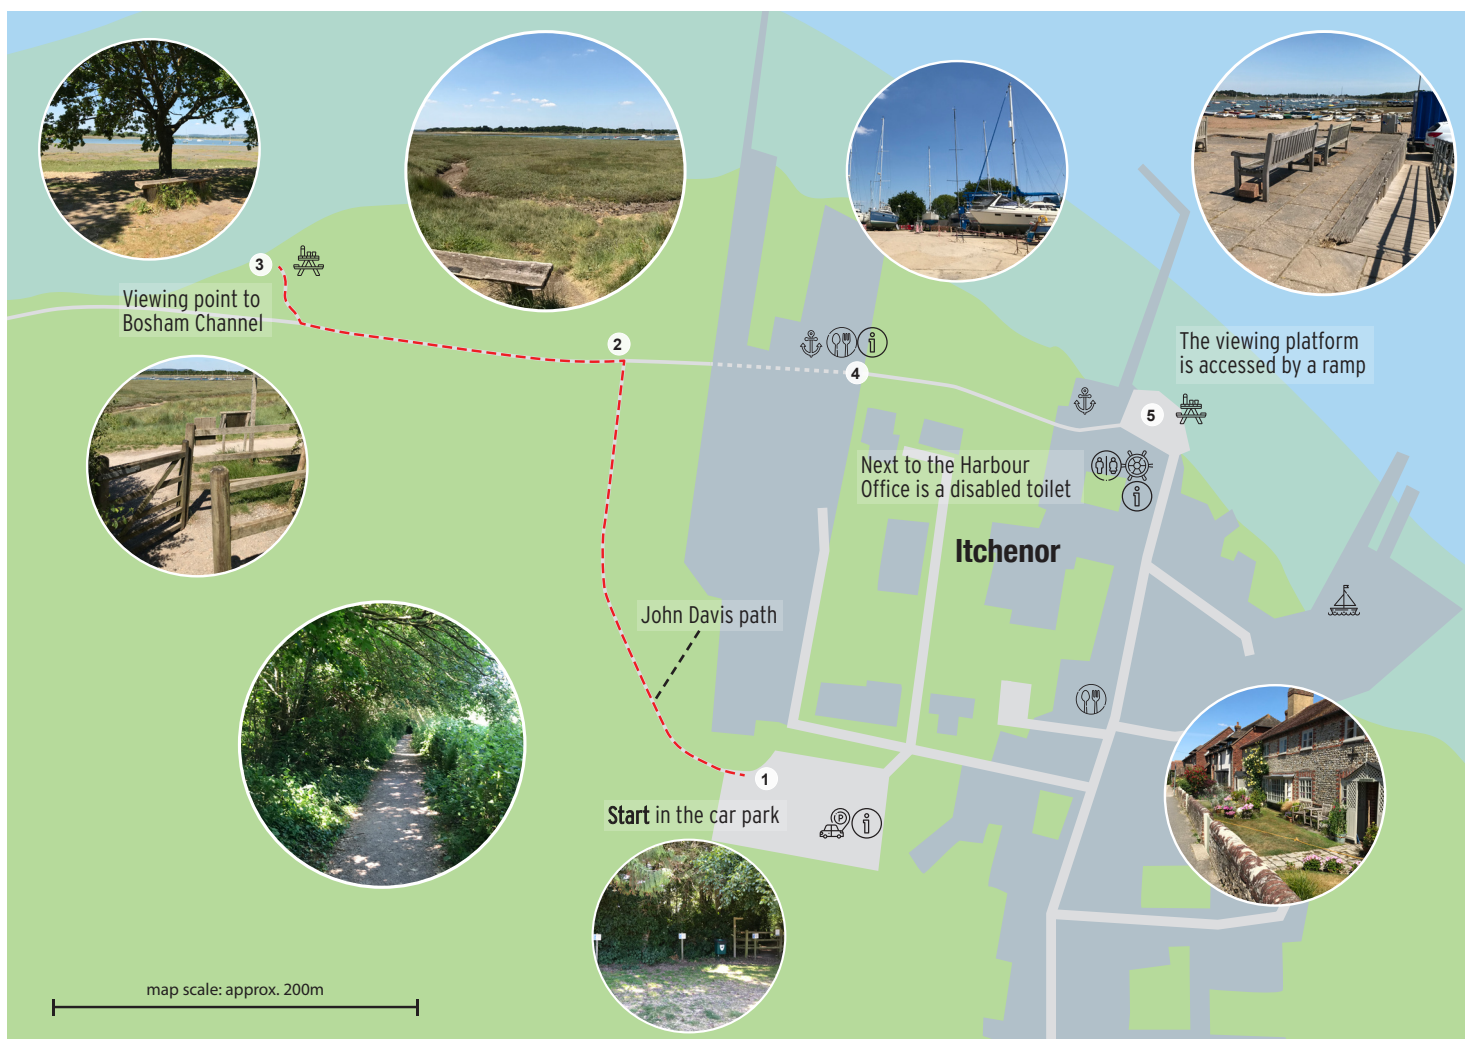 3
Viewing point to
Bosham Channel
2
4
The viewing platform
is accessed by a ramp
5
Next to the Harbour
Office is a disabled toilet
Itchenor
John Davis path
1
Start in the car park
P
map scale: approx. 200m